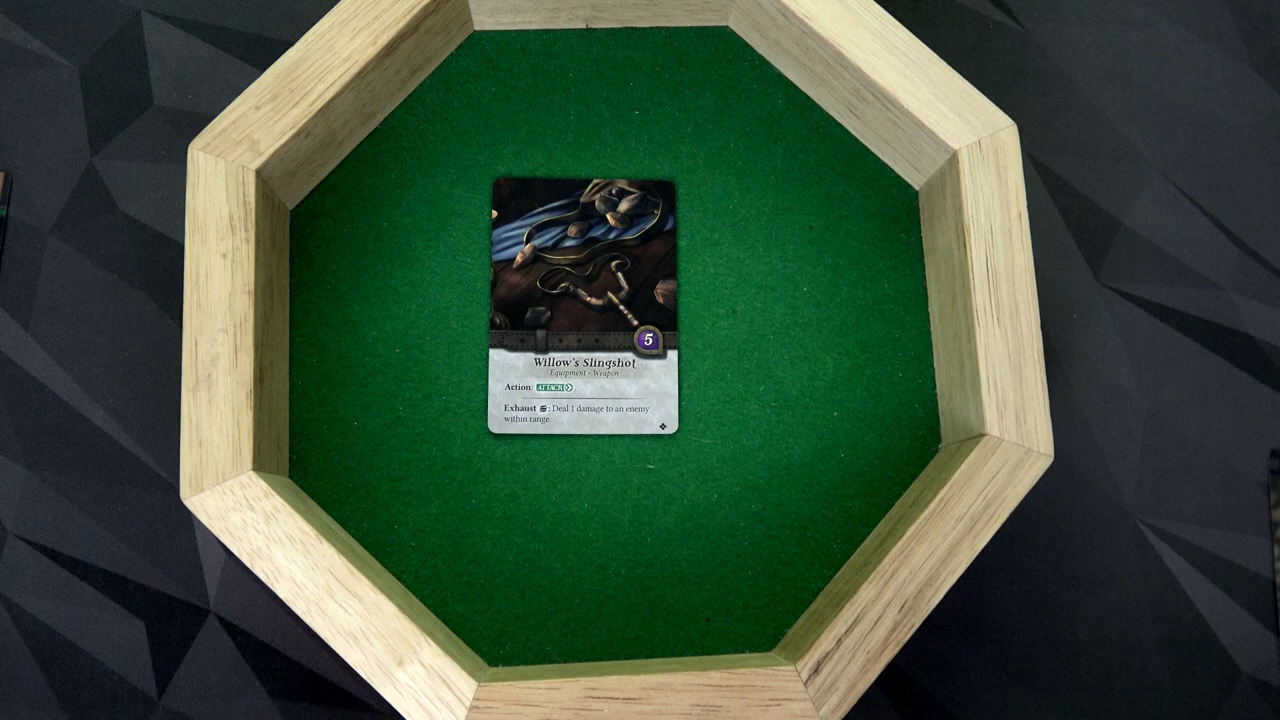 5
Willow's Slingshot
Equipment - Weapon
Action: ATTACK
Exhaust : Deal 1 damage to an enemy
within range.